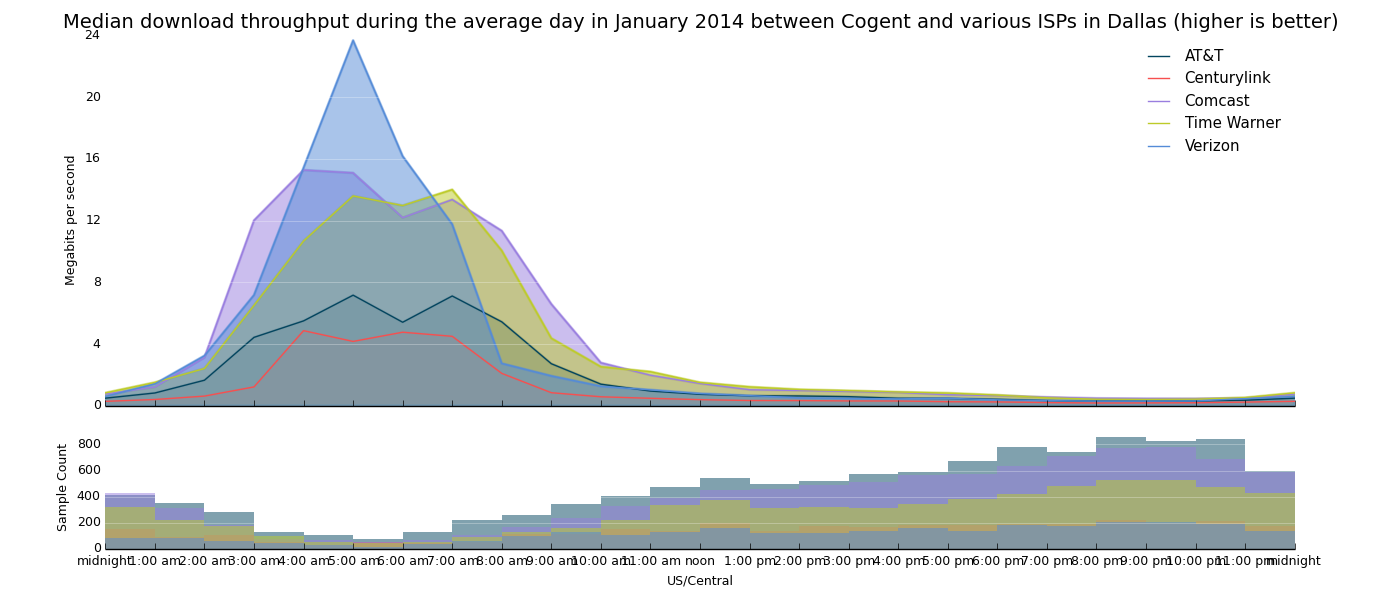 Median download throughput during the average day in January 2014 between Cogent and various ISPs in Dallas (higher is better)
24
20
16
12
8
4
0
Megabits per second
AT&T
Centurylink
Comcast
Time Warner
Verizon
800
600
400
200
0
Sample Count
midnight 1:00 am 2:00 am 3:00 am 4:00 am 5:00 am 6:00 am 7:00 am 8:00 am 9:00 am 10:00 am 11:00 am noon 1:00 pm 2:00 pm 3:00 pm 4:00 pm 5:00 pm 6:00 pm 7:00 pm 8:00 pm 9:00 pm 10:00 pm 11:00 pm midnight
US/Central